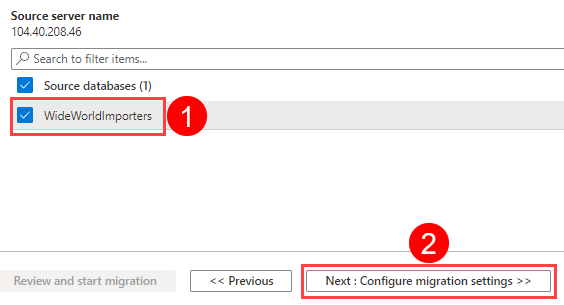 Source server name
104.40.208.46
Search to filter items...
Source databases (1)
WideWorldImporters
1
2
Review and start migration
<< Previous
Next : Configure migration settings >>